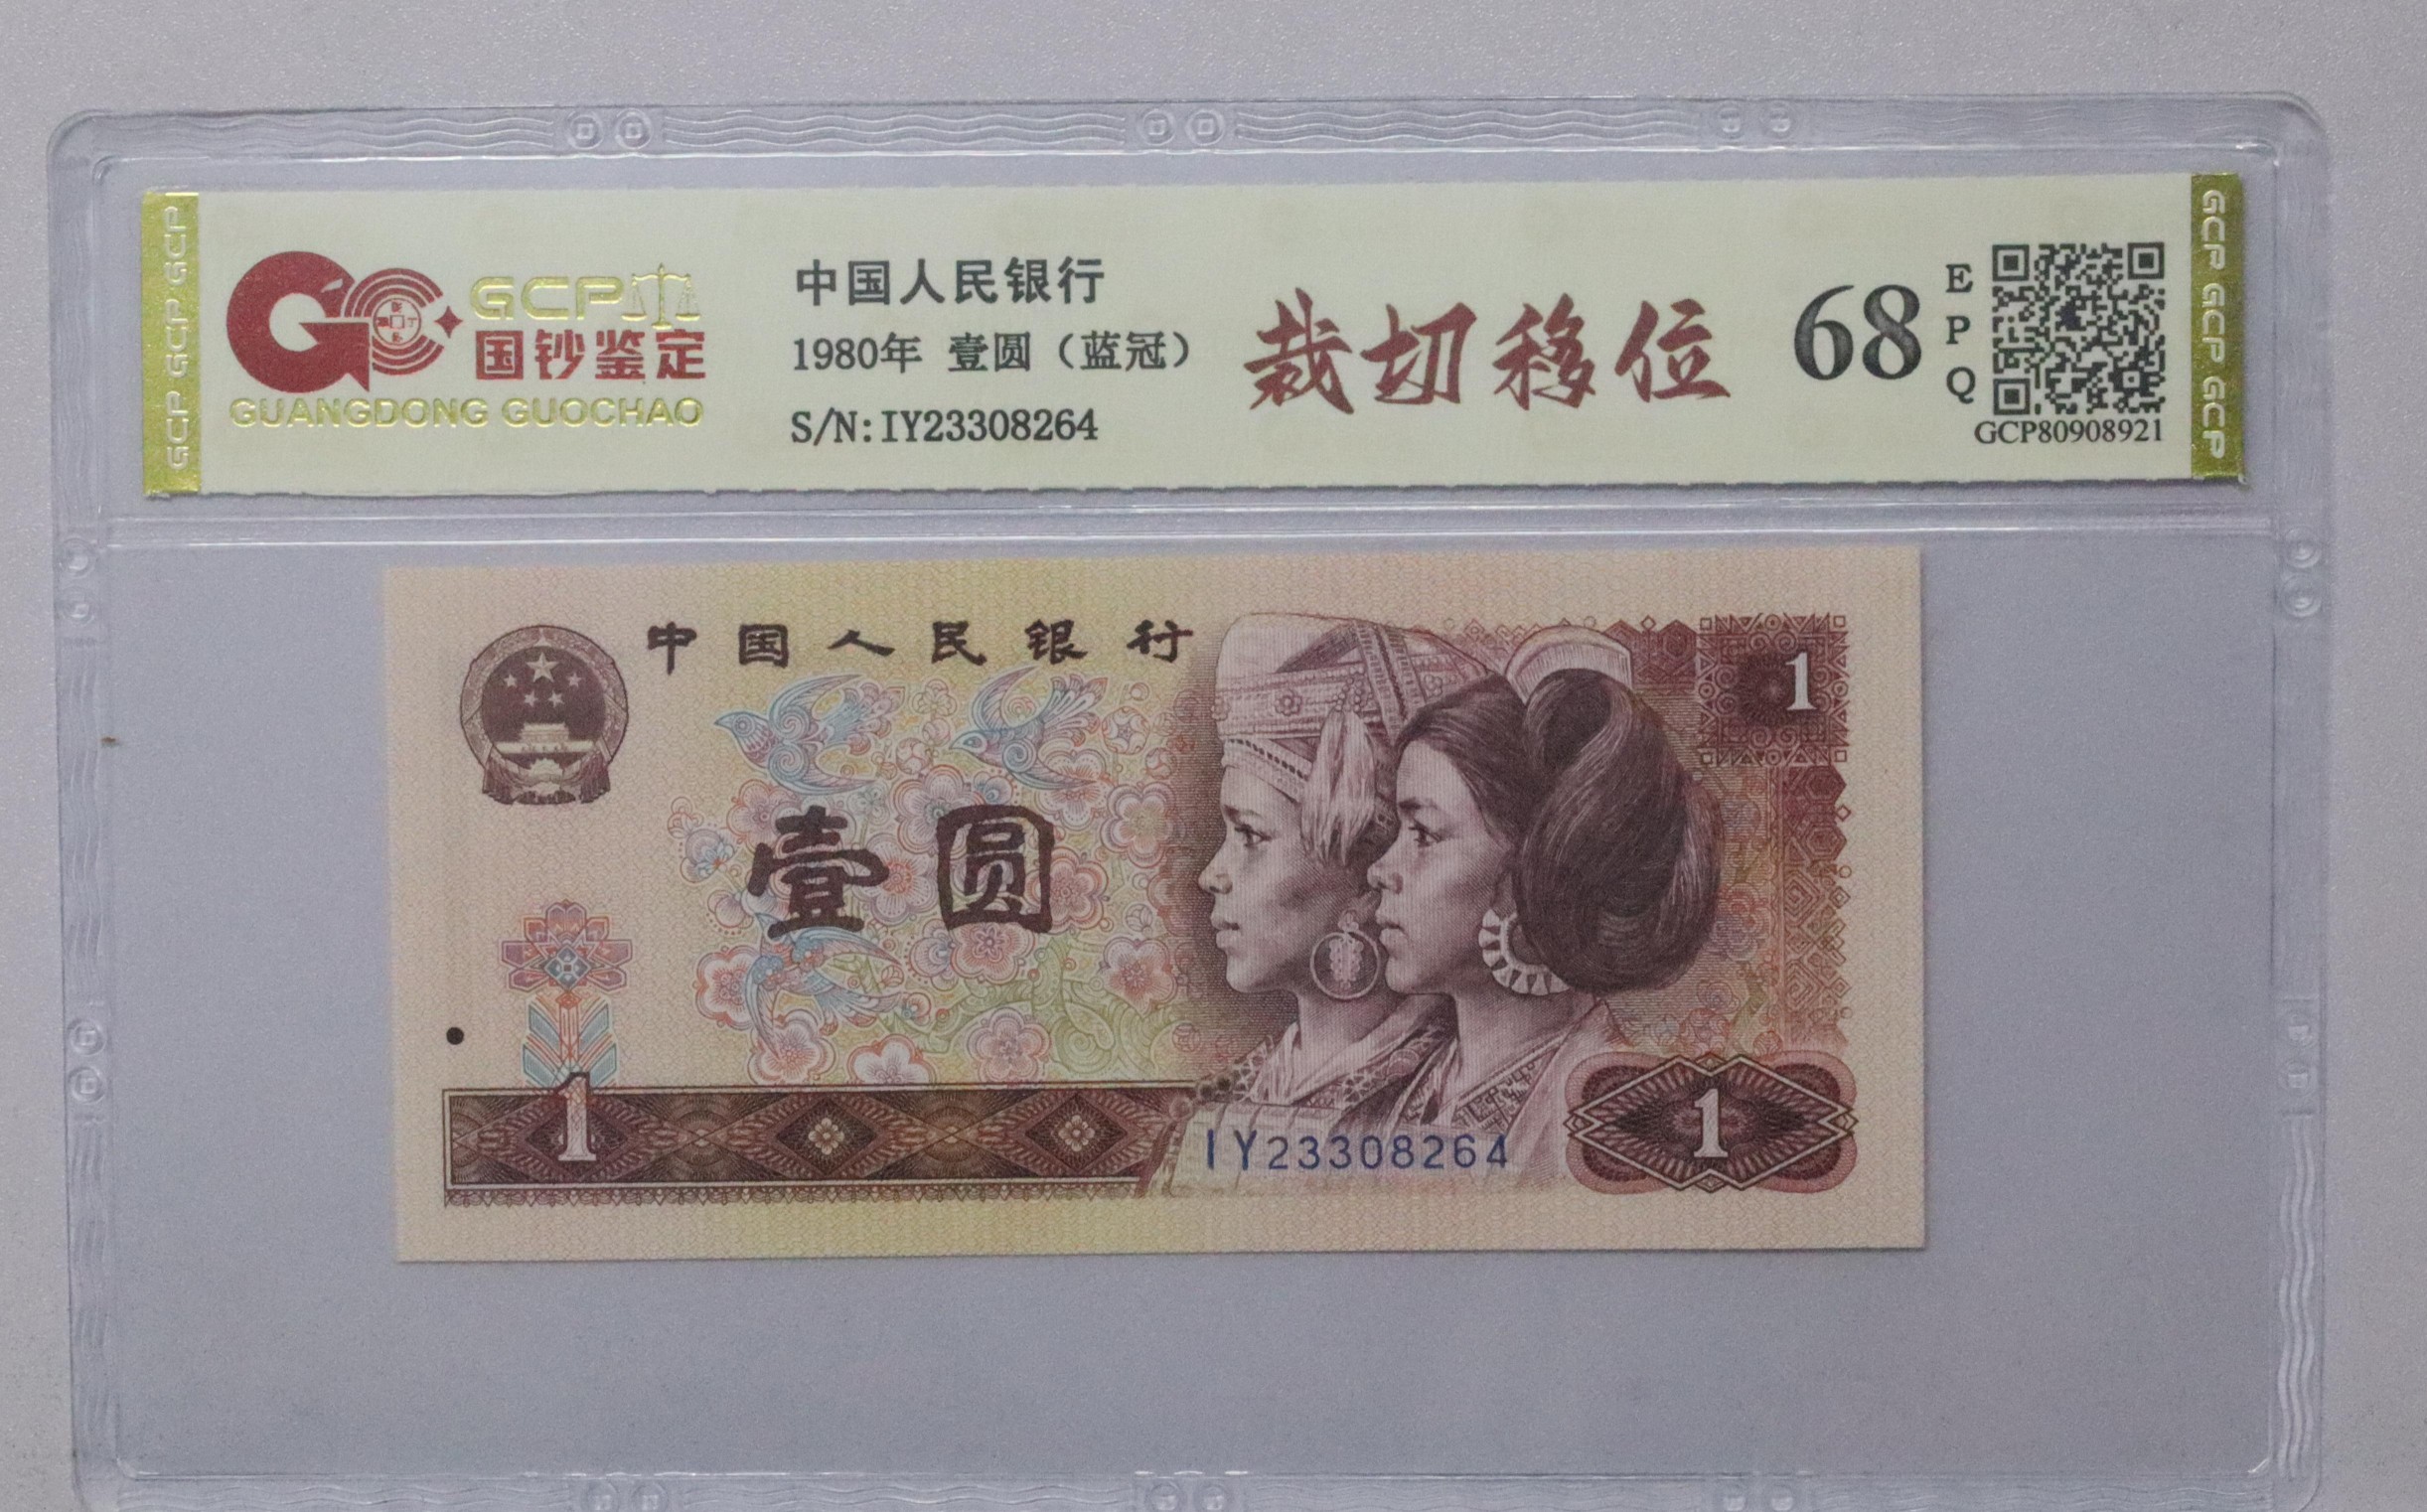 GCP GCP GCP
GCP
国钞鉴定
GUANGDONG GUOCHAO
中国人民银行
1980年 壹圆（蓝冠）
S/N:IY23308264
裁切移位
68
E
P
Q
GCP80908921
GCP GCP GCP
中国人民银行
1
壹圆
1
IY23308264
1